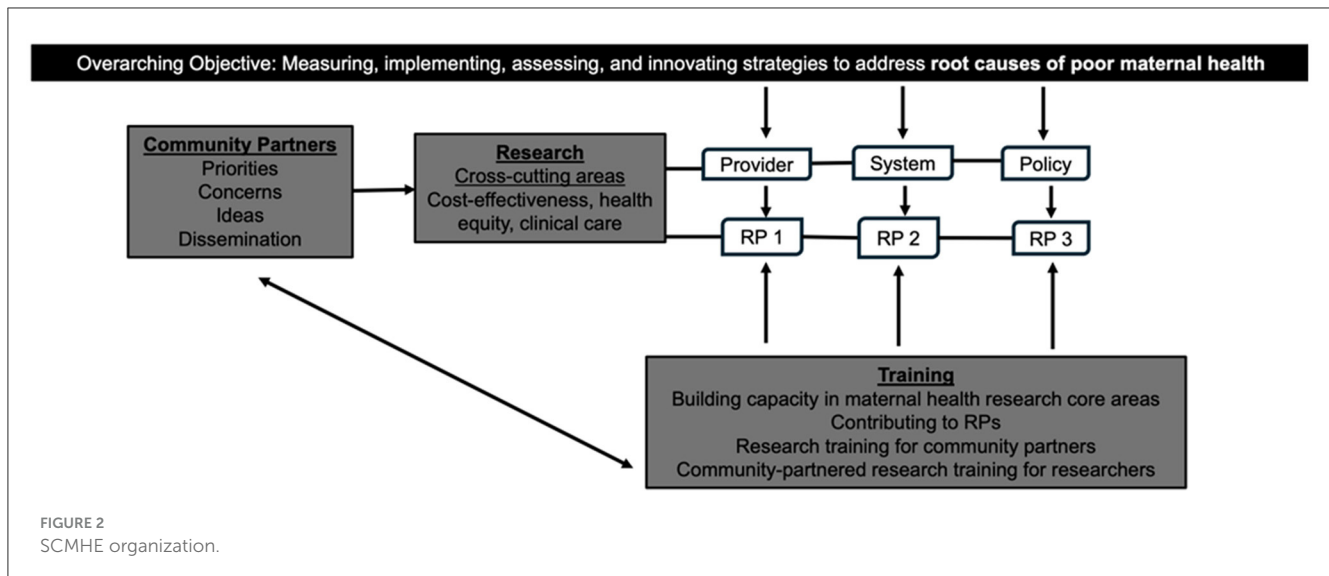 Overarching Objective: Measuring, implementing, assessing, and innovating strategies to address root causes of poor maternal health
Community Partners
Priorities
Concerns
Ideas
Dissemination
Research
Cross-cutting areas
Cost-effectiveness, health
equity, clinical care
Provider
System
Policy
RP 1
RP 2
RP 3
Training
Building capacity in maternal health research core areas
Contributing to RPs
Research training for community partners
Community-partnered research training for researchers
FIGURE 2
SCMHE organization.